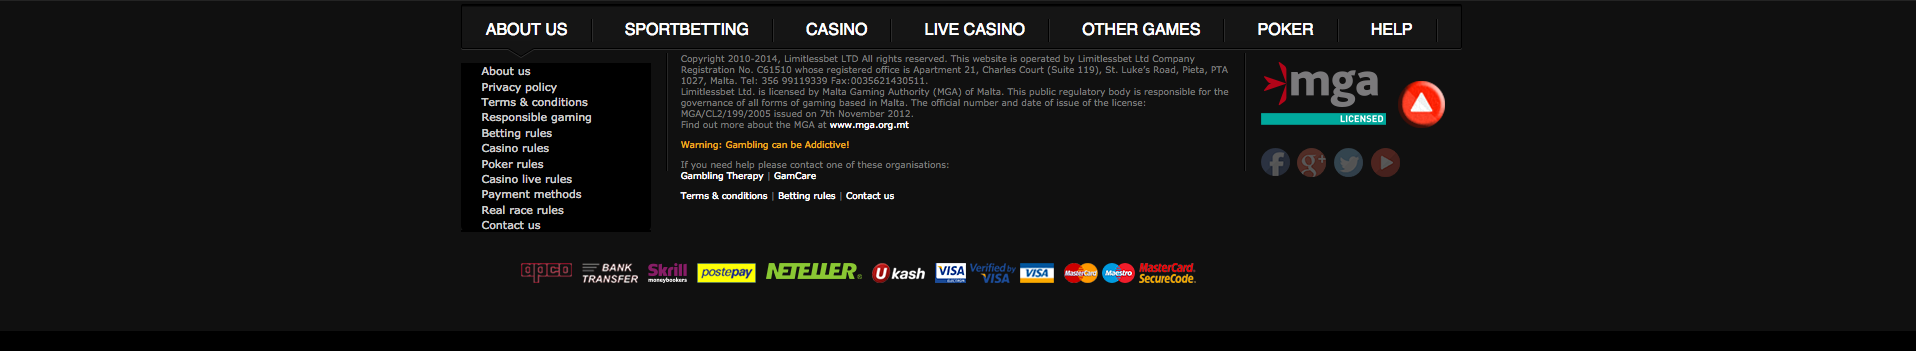 ABOUT US SPORTBETTING CASINO LIVE CASINO OTHER GAMES POKER HELP
About us
Privacy policy
Terms & conditions
Responsible gaming
Betting rules
Casino rules
Poker rules
Casino live rules
Payment methods
Real race rules
Contact us
Copyright 2010-2014, Limitlessbet LTD All rights reserved. This website is operated by Limitlessbet Ltd Company
Registration No. C61510 whose registered office is Apartment 21, Charles Court (Suite 119), St. Luke's Road, Pieta, PTA
1027, Malta. Tel: 356 99119339 Fax:0035621430511.
Limitlessbet Ltd. is licensed by Malta Gaming Authority (MGA) of Malta. This public regulatory body is responsible for the
governance of all forms of gaming based in Malta. The official number and date of issue of the license:
MGA/CL2/199/2005 issued on 7th November 2012.
Find out more about the MGA at www.mga.org.mt
Warning: Gambling can be Addictive!
If you need help please contact one of these organisations:
Gambling Therapy | GamCare
Terms & conditions | Betting rules | Contact us
mga
LICENSED
f g+
apco BANK TRANSFER Skrill moneybookers postepay NETELLER Ukash VISA ELECTRON Verified by VISA VISA MasterCard Maestro MasterCard. SecureCode.